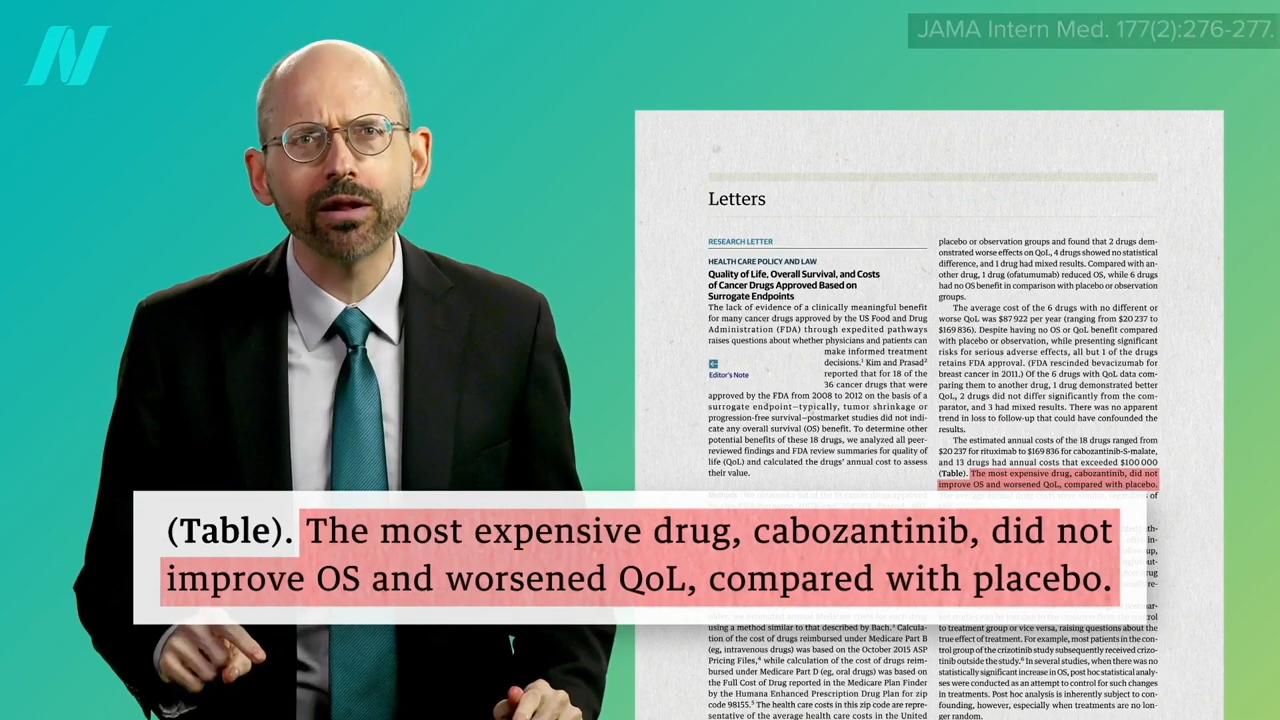 JAMA Intern Med. 177(2):276-277.
Letters
RESEARCH LETTER
HEALTH CARE POLICY AND LAW
Quality of Life, Overall Survival, and Costs
of Cancer Drugs Approved Based on
Surrogate Endpoints
The lack of evidence of a clinically meaningful benefit
for many cancer drugs approved by the US Food and Drug
Administration (FDA) through expedited pathways
raises questions about whether physicians and patients can
make informed treatment
decisions.1 Kim and Prasad2
Editor's Note
reported that for 18 of the
36 cancer drugs that were
approved by the FDA from 2008 to 2012 on the basis of a
surrogate endpoint—typically, tumor shrinkage or
progression-free survival—postmarket studies did not indi-
cate any overall survival (OS) benefit. To determine other
potential benefits of these 18 drugs, we analyzed all peer-
reviewed findings and FDA review summaries for quality of
life (QoL) and calculated the drugs' annual cost to assess
their value.
placebo or observation groups and found that 2 drugs dem-
onstrated worse effects on QoL, 4 drugs showed no statistical
difference, and 1 drug had mixed results. Compared with an-
other drug, 1 drug (ofatumumab) reduced OS, while 6 drugs
had no OS benefit in comparison with placebo or observation
groups.
The average cost of the 6 drugs with no different or
worse QoL was $87 922 per year (ranging from $20 237 to
$169 836). Despite having no OS or QoL benefit compared
with placebo or observation, while presenting significant
risks for serious adverse effects, all but 1 of the drugs
retains FDA approval. (FDA rescinded bevacizumab for
breast cancer in 2011.) Of the 6 drugs with QoL data com-
paring them to another drug, 1 drug demonstrated better
QoL, 2 drugs did not differ significantly from the com-
parator, and 3 had mixed results. There was no apparent
trend in loss to follow-up that could have confounded the
results.
The estimated annual costs of the 18 drugs ranged from
$20 237 for rituximab to $169 836 for cabozantinib-S-malate,
and 13 drugs had annual costs that exceeded $100 000
(Table). The most expensive drug, cabozantinib, did not
improve OS and worsened QoL, compared with placebo.
(Table). The most expensive drug, cabozantinib, did not
improve OS and worsened QoL, compared with placebo.
using a method similar to that described by Bach.3 Calcula-
tion of the cost of drugs reimbursed under Medicare Part B
(eg, intravenous drugs) was based on the October 2015 ASP
Pricing Files,4 while calculation of the cost of drugs reim-
bursed under Medicare Part D (eg, oral drugs) was based on
the Full Cost of Drug reported in the Medicare Plan Finder
by the Humana Enhanced Prescription Drug Plan for zip
code 98155.5 The health care costs in this zip code are repre-
sentative of the average health care costs in the United
to treatment group or vice versa, raising questions about the
true effect of treatment. For example, most patients in the con-
trol group of the crizotinib study subsequently received crizo-
tinib outside the study.6 In several studies, when there was no
statistically significant increase in OS, post hoc statistical analy-
ses were conducted as an attempt to control for such changes
in treatments. Post hoc analysis is inherently subject to con-
founding, however, especially when treatments are no lon-
ger random.